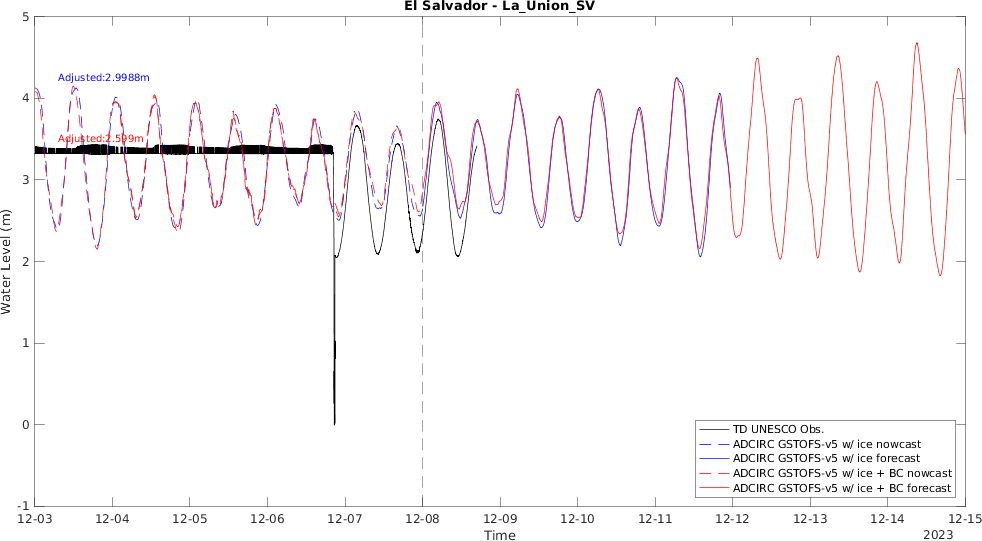 El Salvador - La_Union_SV
5
4
3
2
1
0
-1
Water Level (m)
Adjusted:2.9988m
Adjusted:2.599m
TD UNESCO Obs.
ADCIRC GSTOFS-v5 w/ ice nowcast
ADCIRC GSTOFS-v5 w/ ice forecast
ADCIRC GSTOFS-v5 w/ ice + BC nowcast
ADCIRC GSTOFS-v5 w/ ice + BC forecast
12-03 12-04 12-05 12-06 12-07 12-08 12-09 12-10 12-11 12-12 12-13 12-14 12-15
Time
2023